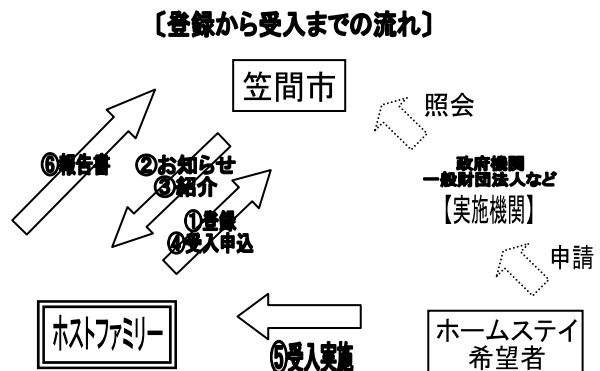 〔登録から受入までの流れ〕
笠間市
照会
⑥報告書
②お知らせ
③紹介
政府機関
一般財団法人など
【実施機関】
①登録
④受入申込
申請
ホストファミリー
⑤受入実施
ホームステイ
希望者